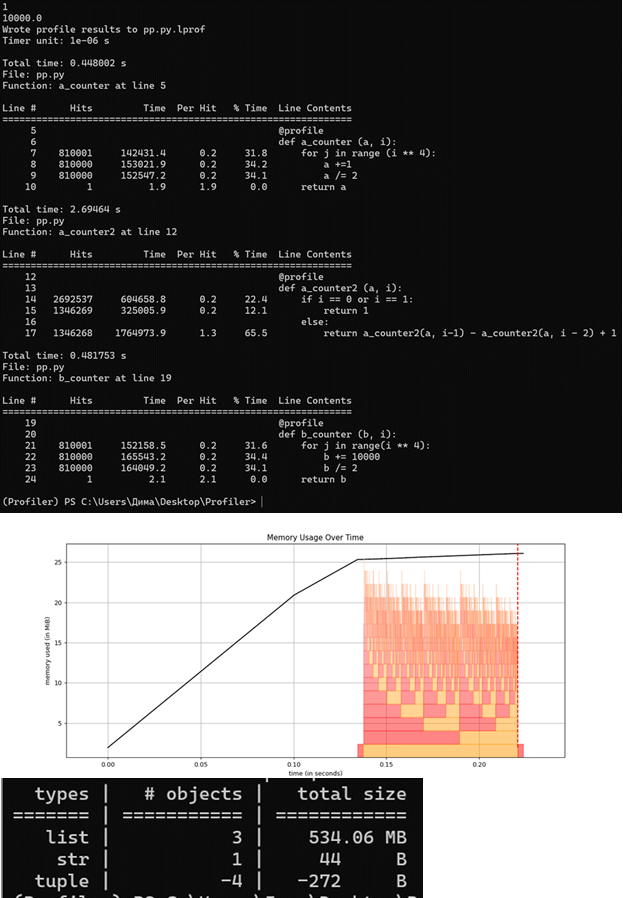 1
10000.0
Wrote profile results to pp.py.lprof
Timer unit: 1e-06 s
Total time: 0.448002 s
File: pp.py
Function: a_counter at line 5
Line #      Hits         Time  Per Hit   % Time  Line Contents
==============================================================
     5                                           @profile
     6                                           def a_counter (a, i):
     7    810001     142431.4      0.2     31.8      for j in range (i ** 4):
     8    810000     153021.9      0.2     34.2          a +=1
     9    810000     152547.2      0.2     34.1          a /= 2
    10         1          1.9      1.9      0.0      return a
Total time: 2.69464 s
File: pp.py
Function: a_counter2 at line 12
Line #      Hits         Time  Per Hit   % Time  Line Contents
==============================================================
    12                                           @profile
    13                                           def a_counter2 (a, i):
    14   2692537     604658.8      0.2     22.4      if i == 0 or i == 1:
    15   1346269     325005.9      0.2     12.1          return 1
    16                                               else:
    17   1346268    1764973.9      1.3     65.5          return a_counter2(a, i-1) - a_counter2(a, i - 2) + 1
Total time: 0.481753 s
File: pp.py
Function: b_counter at line 19
Line #      Hits         Time  Per Hit   % Time  Line Contents
==============================================================
    19                                           @profile
    20                                           def b_counter (b, i):
    21    810001     152158.5      0.2     31.6      for j in range(i ** 4):
    22    810000     165543.2      0.2     34.4          b += 10000
    23    810000     164049.2      0.2     34.1          b /= 2
    24         1          2.1      2.1      0.0      return b
(Profiler) PS C:\Users\Дима\Desktop\Profiler>
Memory Usage Over Time
25
20
15
10
5
memory used (in MiB)
0.00 0.05 0.10 0.15 0.20
time (in seconds)
types |   # objects |   total size
======= | =========== | ============
   list |           3 |    534.06 MB
    str |           1 |     44     B
  tuple |          -4 |   -272     B